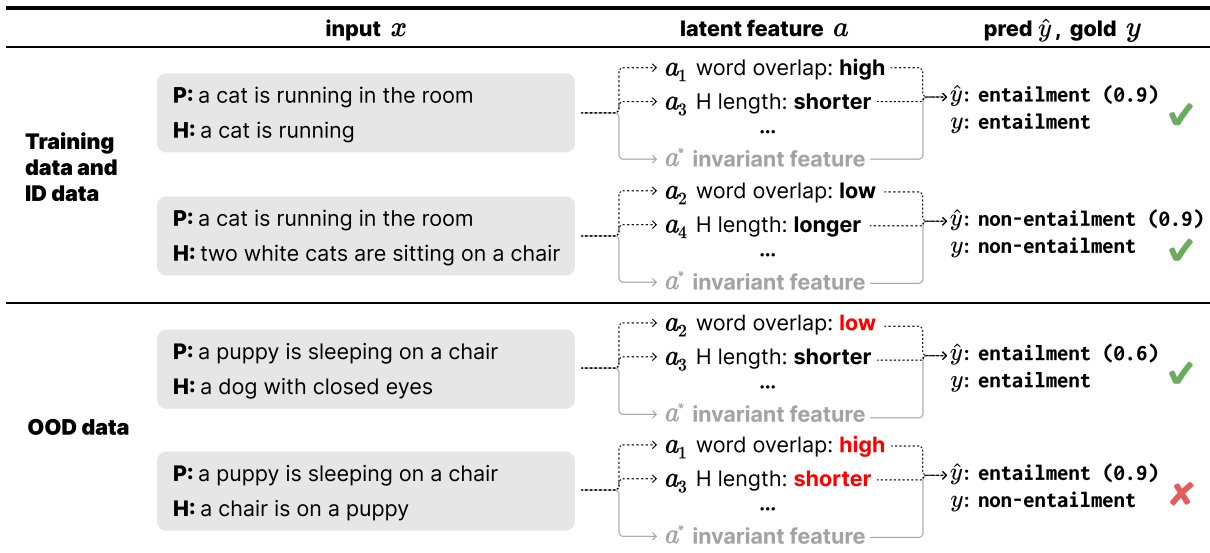 input x latent feature a pred ŷ, gold y
Training data and ID data
P: a cat is running in the room
H: a cat is running
a₁ word overlap: high
a₃ H length: shorter
...
a* invariant feature
ŷ: entailment (0.9)
y: entailment
✔
P: a cat is running in the room
H: two white cats are sitting on a chair
a₂ word overlap: low
a₄ H length: longer
...
a* invariant feature
ŷ: non-entailment (0.9)
y: non-entailment
✔
OOD data
P: a puppy is sleeping on a chair
H: a dog with closed eyes
a₂ word overlap: low
a₃ H length: shorter
...
a* invariant feature
ŷ: entailment (0.6)
y: entailment
✔
P: a puppy is sleeping on a chair
H: a chair is on a puppy
a₁ word overlap: high
a₃ H length: shorter
...
a* invariant feature
ŷ: entailment (0.9)
y: non-entailment
✘